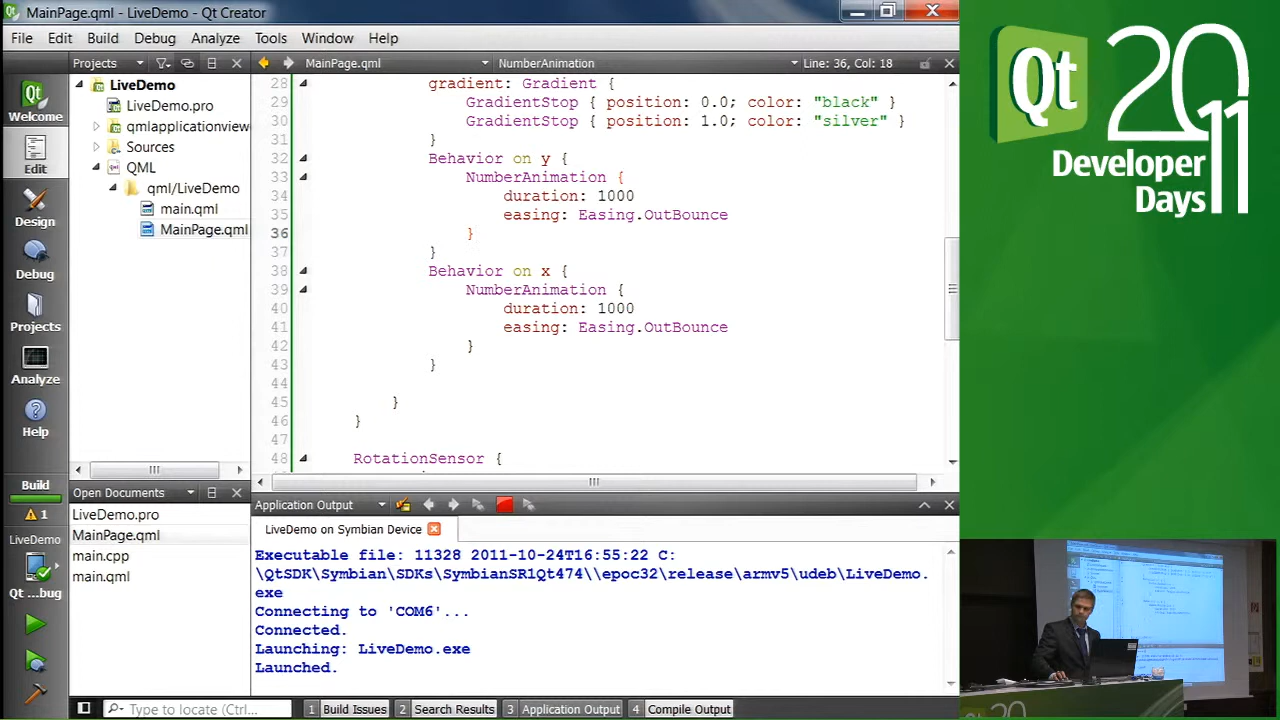 MainPage.qml - LiveDemo - Qt Creator
File Edit Build Debug Analyze Tools Window Help
Projects
MainPage.qml
NumberAnimation
Line: 36, Col: 18
Welcome
Edit
Design
Debug
Projects
Analyze
Help
Build
1
LiveDemo
Qt ...bug
LiveDemo
LiveDemo.pro
qmlapplicationview
Sources
QML
qml/LiveDemo
main.qml
MainPage.qml
28 gradient: Gradient {
29 GradientStop { position: 0.0; color: "black" }
30 GradientStop { position: 1.0; color: "silver" }
31 }
32 Behavior on y {
33 NumberAnimation {
34 duration: 1000
35 easing: Easing.OutBounce
36 }
37 }
38 Behavior on x {
39 NumberAnimation {
40 duration: 1000
41 easing: Easing.OutBounce
42 }
43 }
44
45 }
46 }
47
48 RotationSensor {
Open Documents
LiveDemo.pro
MainPage.qml
main.cpp
main.qml
Application Output
LiveDemo on Symbian Device
Executable file: 11328 2011-10-24T16:55:22 C:
\QtSDK\Symbian\SDKs\SymbianSR1Qt474\\epoc32\release\armv5\udeb\LiveDemo.
exe
Connecting to 'COM6'...
Connected.
Launching: LiveDemo.exe
Launched.
Type to locate (Ctrl...
1 Build Issues 2 Search Results 3 Application Output 4 Compile Output
Qt 2011
Developer
Days
Qt 20